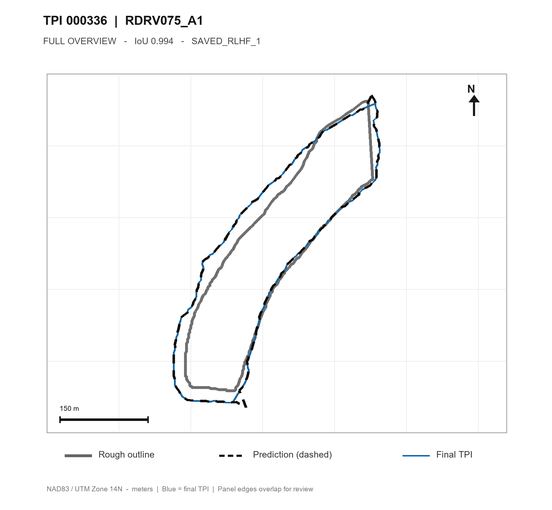 TPI 000336 | RDRV075_A1
FULL OVERVIEW - IoU 0.994 - SAVED_RLHF_1
N
150 m
Rough outline
Prediction (dashed)
Final TPI
NAD83 / UTM Zone 14N - meters | Blue = final TPI | Panel edges overlap for review